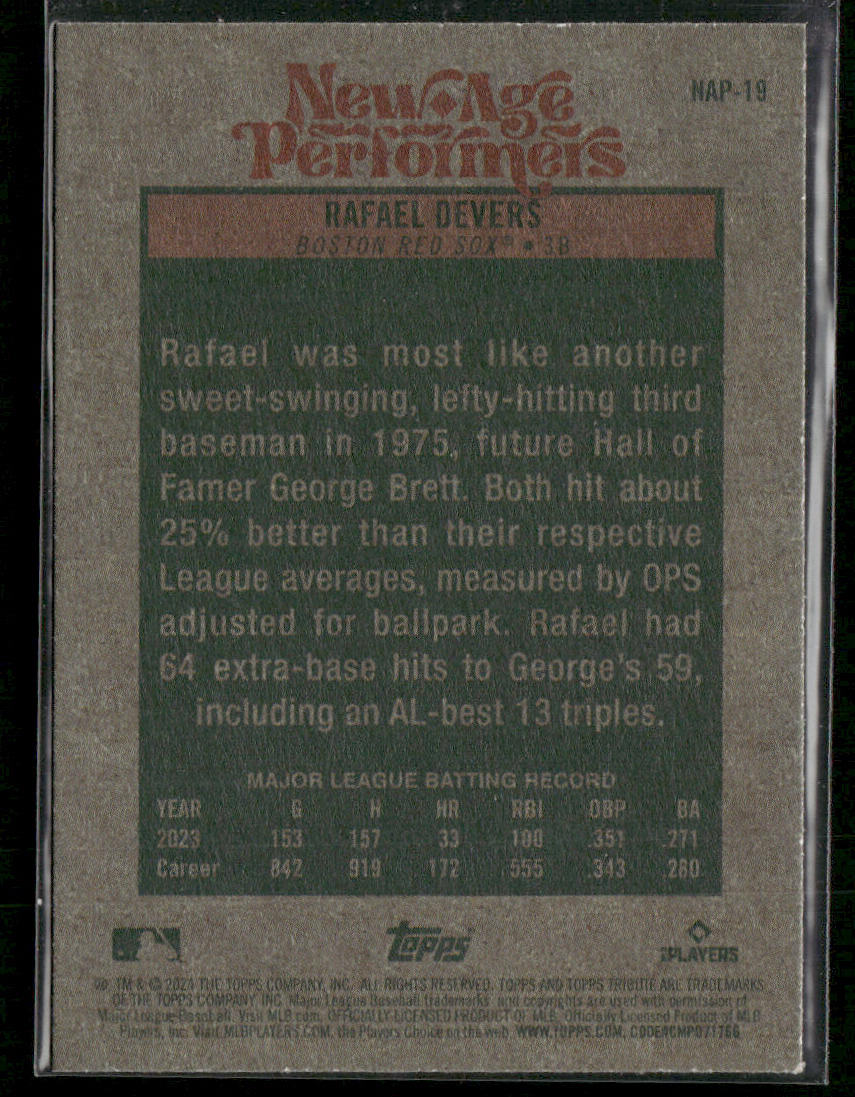 NAP-19
New Age
Performers
RAFAEL DEVERS
BOSTON RED SOX® • 3B
Rafael was most like another
sweet-swinging, lefty-hitting third
baseman in 1975, future Hall of
Famer George Brett. Both hit about
25% better than their respective
League averages, measured by OPS
adjusted for ballpark. Rafael had
64 extra-base hits to George's 59,
including an AL-best 13 triples.
MAJOR LEAGUE BATTING RECORD
YEAR G H HR RBI OBP BA
2023 153 157 33 100 .351 .271
Career 842 919 172 555 .343 .280
topps
PLAYERS
®, TM & © 2024 THE TOPPS COMPANY, INC. ALL RIGHTS RESERVED. TOPPS AND TOPPS TRIBUTE ARE TRADEMARKS
OF THE TOPPS COMPANY INC. Major League Baseball trademarks and copyrights are used with permission of
Major League Baseball. Visit MLB.com. OFFICIALLY LICENSED PRODUCT OF MLB. Officially Licensed Product of MLB
Players, Inc. Visit MLBPLAYERS.COM, the Players Choice on the web. WWW.TOPPS.COM. CODE#CMP071766